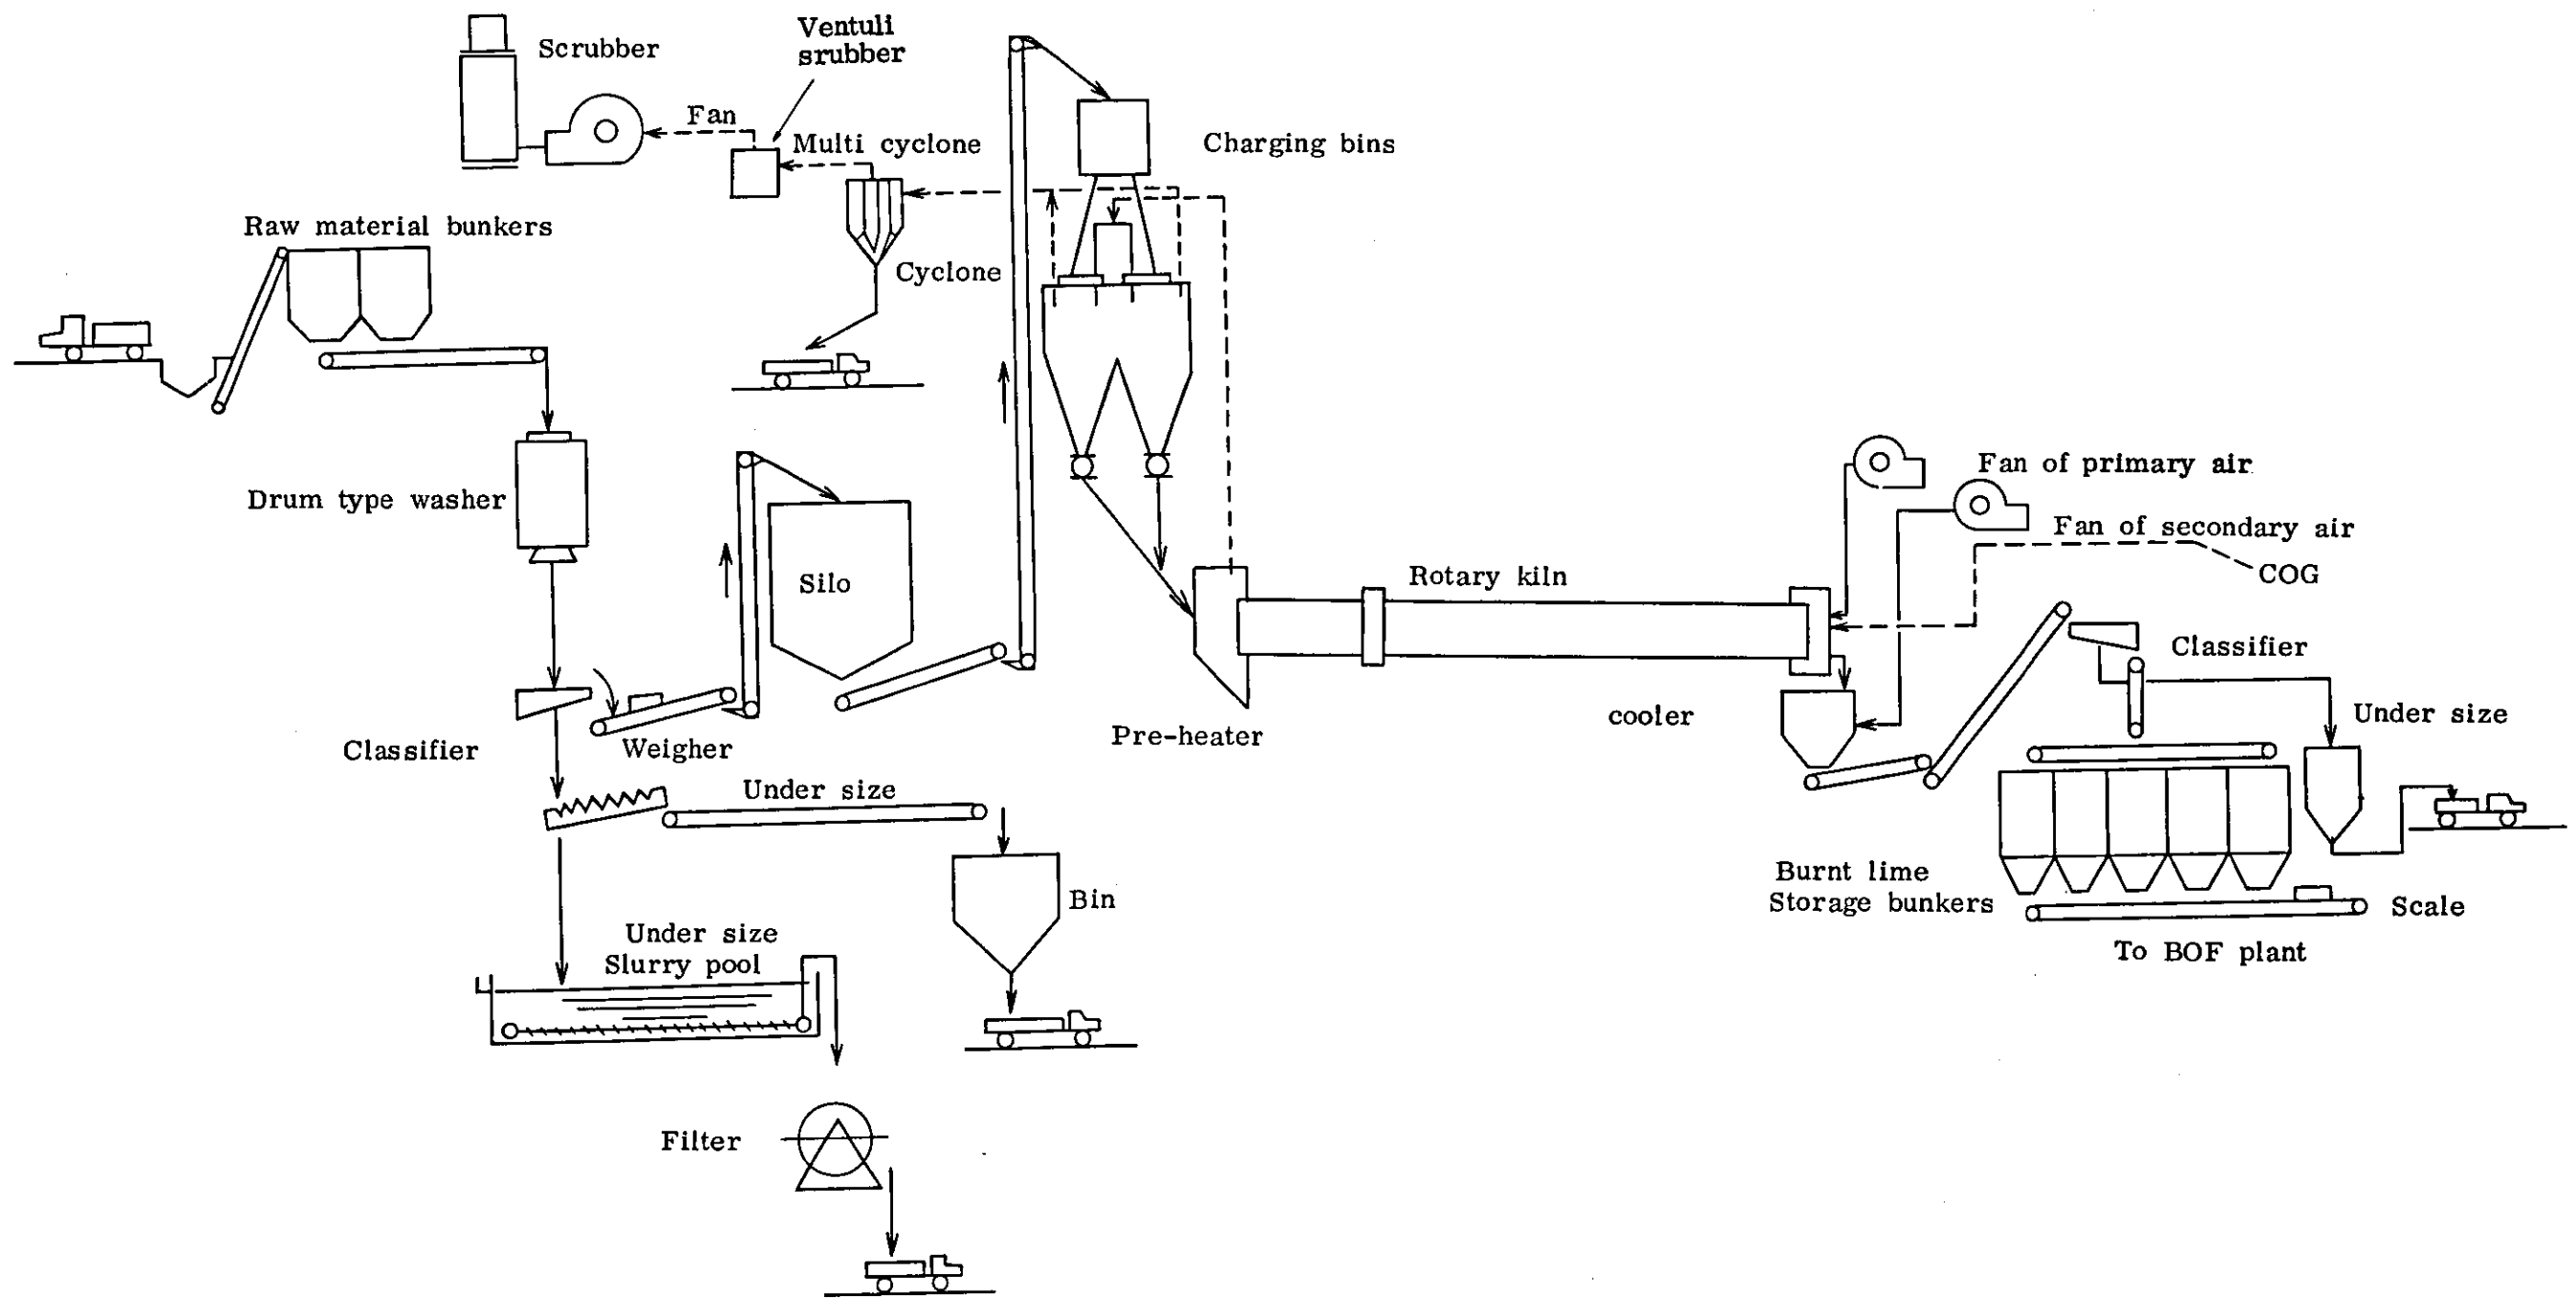 Scrubber
Ventuli
srubber
Fan
Multi cyclone
Charging bins
Raw material bunkers
Cyclone
Drum type washer
Silo
Fan of primary air
Fan of secondary air
COG
Rotary kiln
Classifier
Under size
cooler
Pre-heater
Classifier
Weigher
Under size
Bin
Burnt lime
Storage bunkers
Scale
To BOF plant
Under size
Slurry pool
Filter